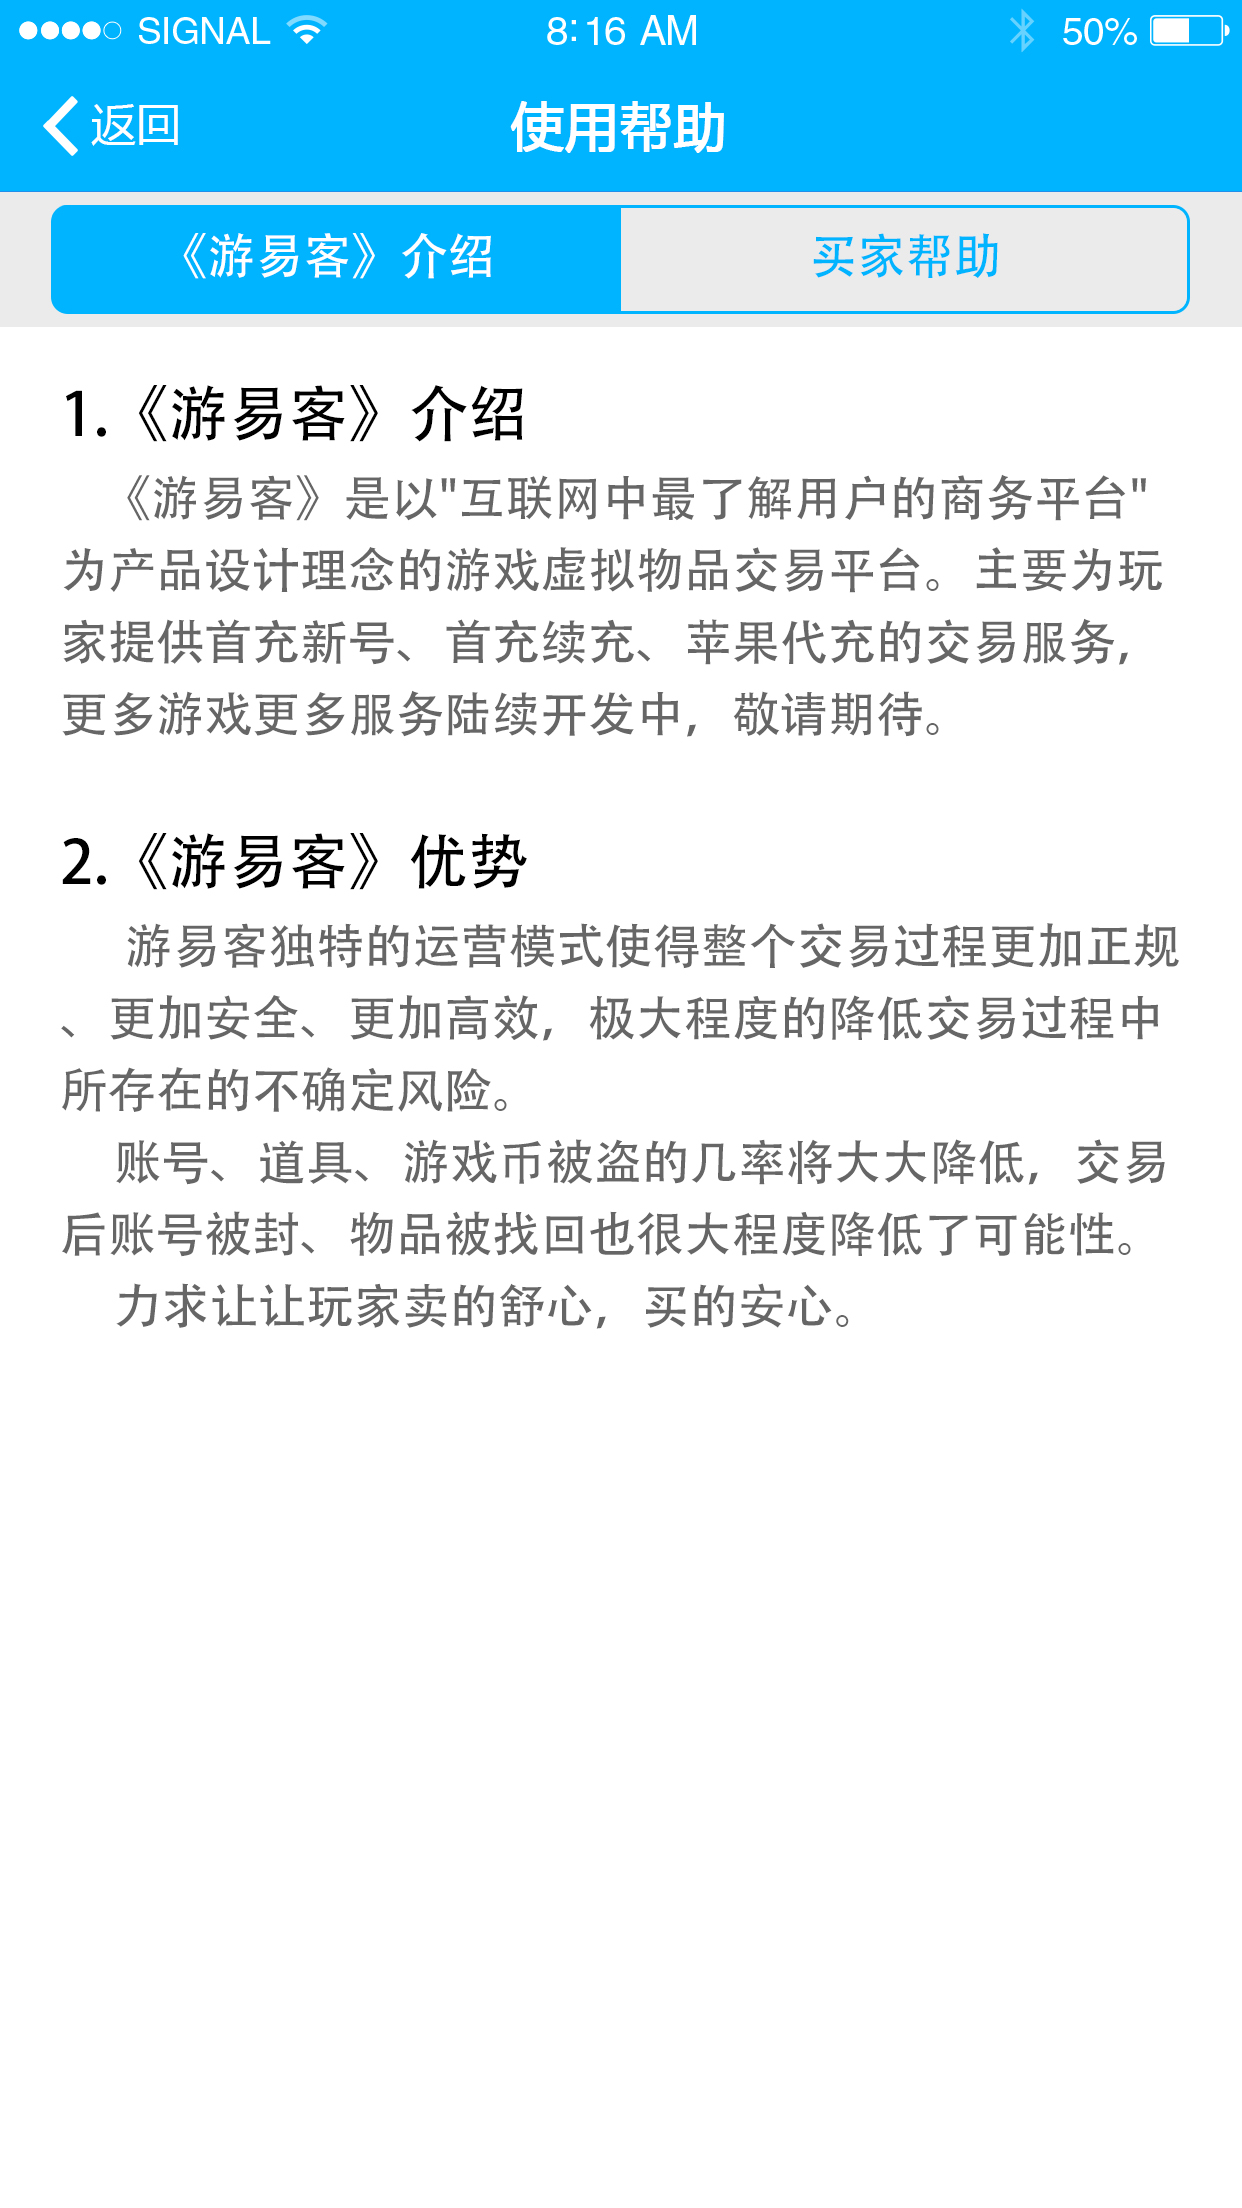 SIGNAL 8:16 AM 50%
返回 使用帮助
《游易客》介绍 买家帮助
1.《游易客》介绍
《游易客》是以"互联网中最了解用户的商务平台"
为产品设计理念的游戏虚拟物品交易平台。主要为玩
家提供首充新号、首充续充、苹果代充的交易服务,
更多游戏更多服务陆续开发中，敬请期待。
2.《游易客》优势
游易客独特的运营模式使得整个交易过程更加正规
、更加安全、更加高效，极大程度的降低交易过程中
所存在的不确定风险。
账号、道具、游戏币被盗的几率将大大降低，交易
后账号被封、物品被找回也很大程度降低了可能性。
力求让让玩家卖的舒心，买的安心。